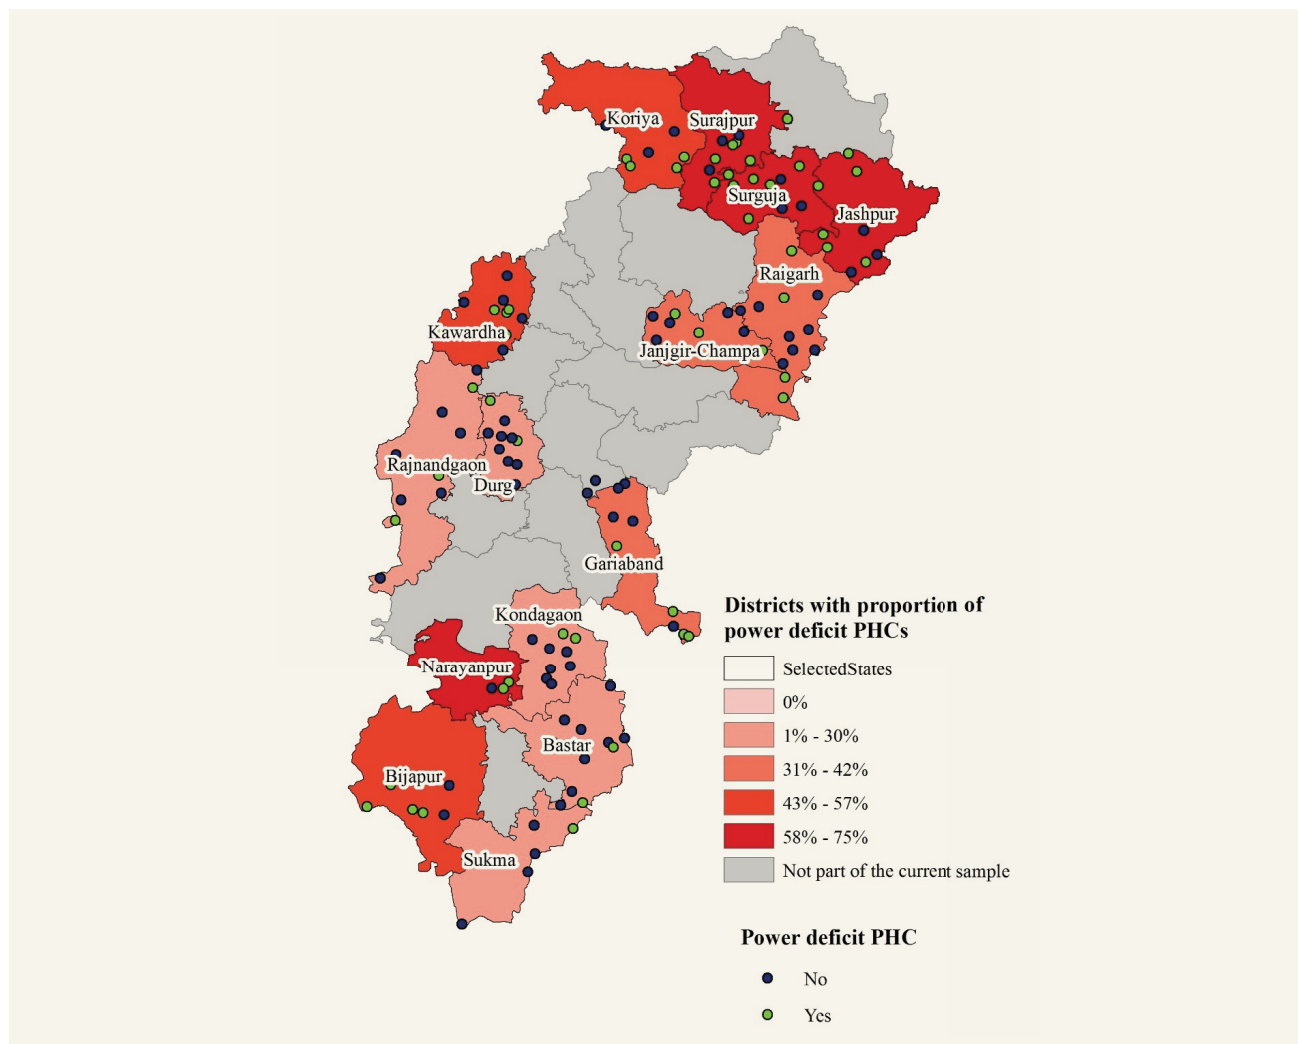 Koriya
Surajpur
Surguja
Jashpur
Raigarh
Kawardha
Janjgir-Champa
Rajnandgaon
Durg
Gariaband
Kondagaon
Narayanpur
Bastar
Bijapur
Sukma
Districts with proportion of
power deficit PHCs
SelectedStates
0%
1% - 30%
31% - 42%
43% - 57%
58% - 75%
Not part of the current sample
Power deficit PHC
No
Yes